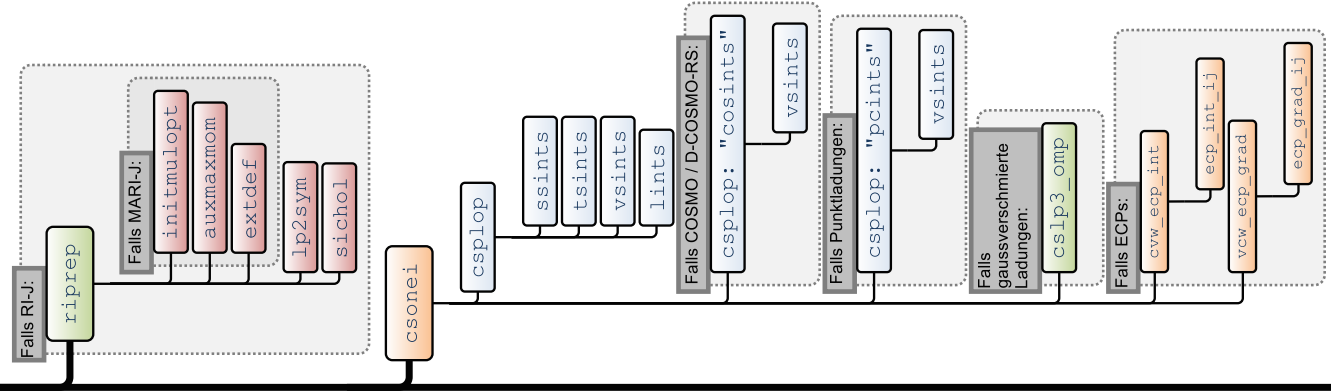 Falls RI-J:
riprep
Falls MARI-J:
initmulopt
auxmaxmom
extdef
lp2sym
sichol
csonei
csplop
ssints
tsints
vsints
lints
Falls COSMO / D-COSMO-RS:
csplop: "cosints"
vsints
Falls Punktladungen:
csplop: "pcints"
vsints
Falls
gaussverschmierte
Ladungen:
cslp3_omp
Falls ECPs:
cvw_ecp_int
ecp_int_ij
vcw_ecp_grad
ecp_grad_ij